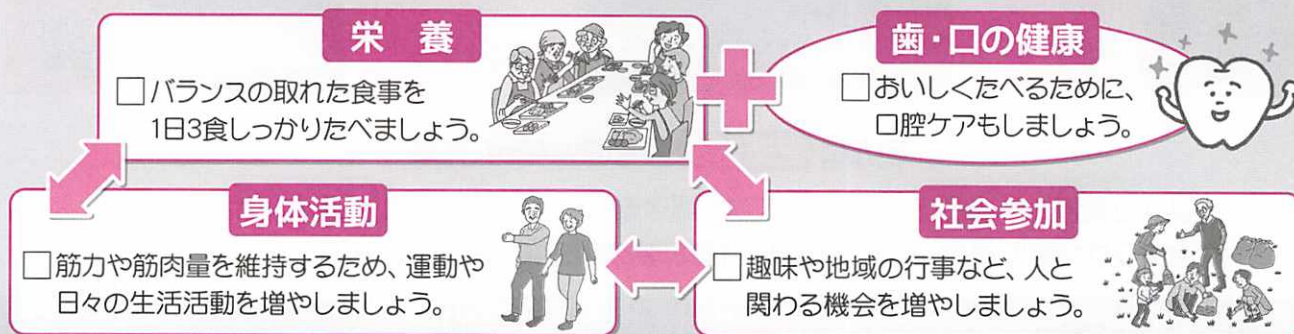 栄 養
□バランスの取れた食事を
1日3食しっかりたべましょう。
歯・口の健康
□おいしくたべるために、
口腔ケアもしましょう。
身体活動
□筋力や筋肉量を維持するため、運動や
日々の生活活動を増やしましょう。
社会参加
□趣味や地域の行事など、人と
関わる機会を増やしましょう。